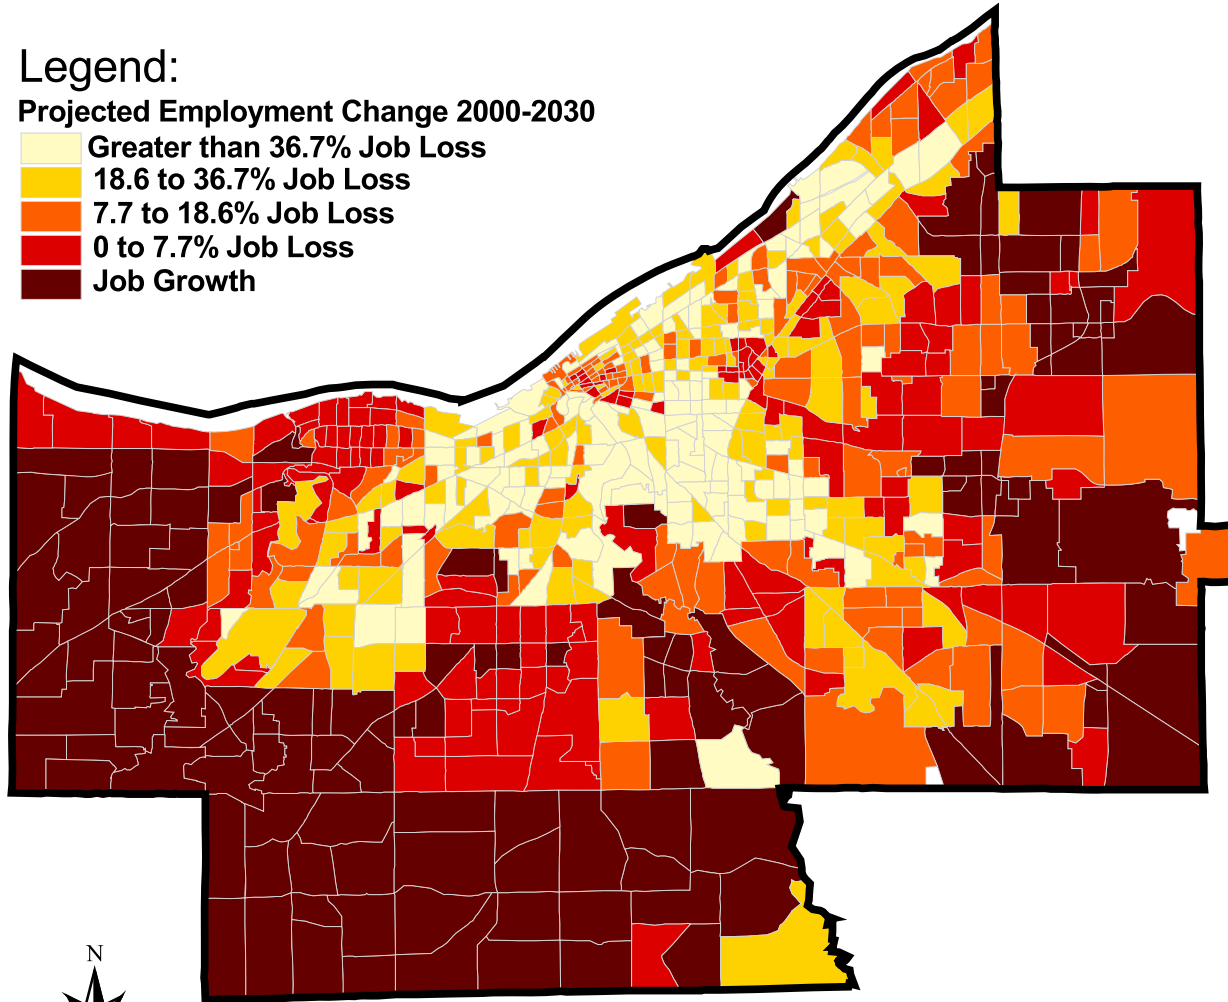 Legend:
Projected Employment Change 2000-2030
Greater than 36.7% Job Loss
18.6 to 36.7% Job Loss
7.7 to 18.6% Job Loss
0 to 7.7% Job Loss
Job Growth
N